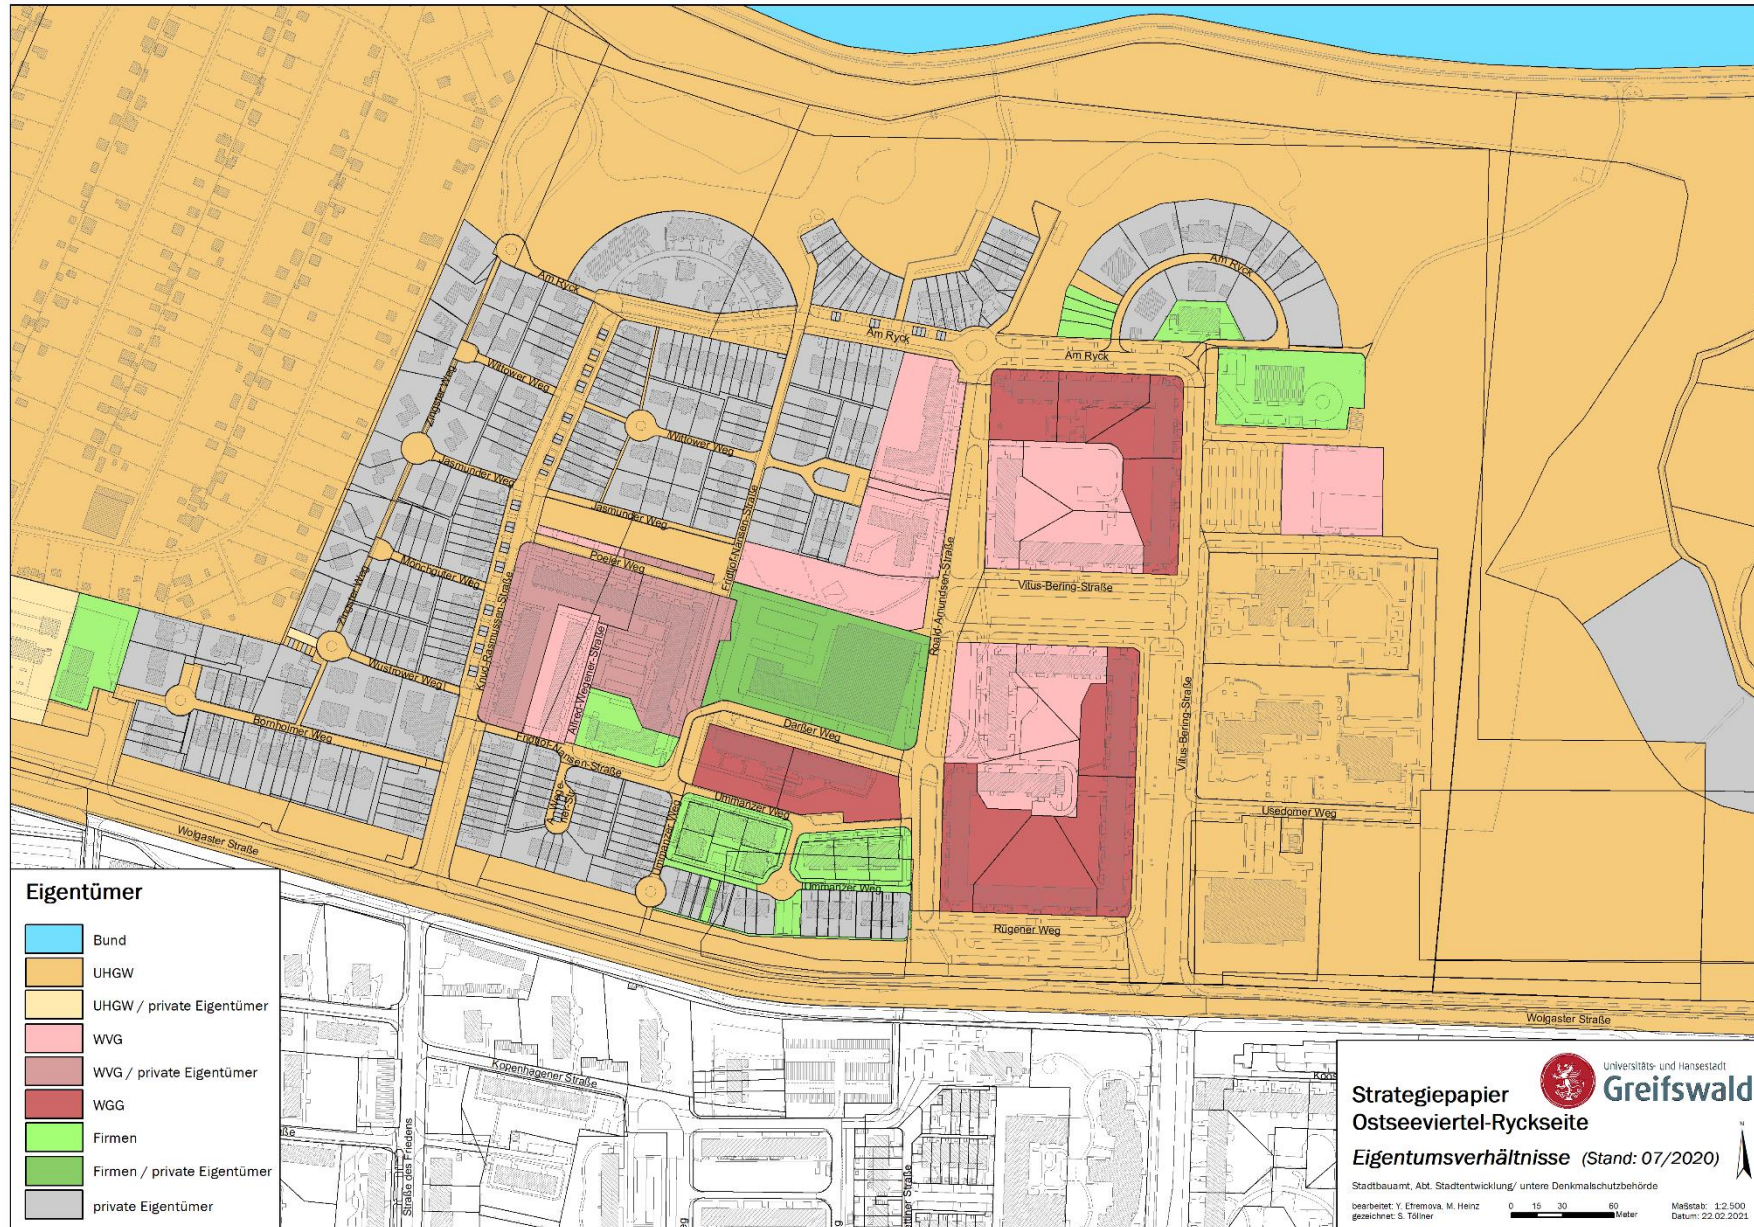 Am Ryck
Am Ryck
Am Ryck
Am Ryck
Wittower Weg
Zingster Weg
Wittower Weg
Jasmunder Weg
Jasmunder Weg
Fridtjof-Nansen-Straße
Poeler Weg
Roald-Amundsen-Straße
Mönchguter Weg
Vitus-Bering-Straße
Zingster Weg
Knud-Rasmussen-Straße
Alfred-Wegener-Straße
Wustrower Weg
Vitus-Bering-Straße
Bornholmer Weg
Darßer Weg
Fridtjof-Nansen-Straße
A.-Wege-
ner-Str.
Ummanzer Weg
Usedomer Weg
Ummanzer Weg
Wolgaster Straße
Ummanzer Weg
Rügener Weg
Wolgaster Straße
Kopenhagener Straße
Straße des Friedens
Eigentümer
Bund
UHGW
UHGW / private Eigentümer
WVG
WVG / private Eigentümer
WGG
Firmen
Firmen / private Eigentümer
private Eigentümer
Strategiepapier
Ostseeviertel-Ryckseite
Universitäts- und Hansestadt
Greifswald
Eigentumsverhältnisse (Stand: 07/2020)
N
Stadtbauamt, Abt. Stadtentwicklung/ untere Denkmalschutzbehörde
bearbeitet: Y. Efremova, M. Heinz
gezeichnet: S. Töllner
0 15 30 60
Meter
Maßstab: 1:2.500
Datum: 22.02.2021